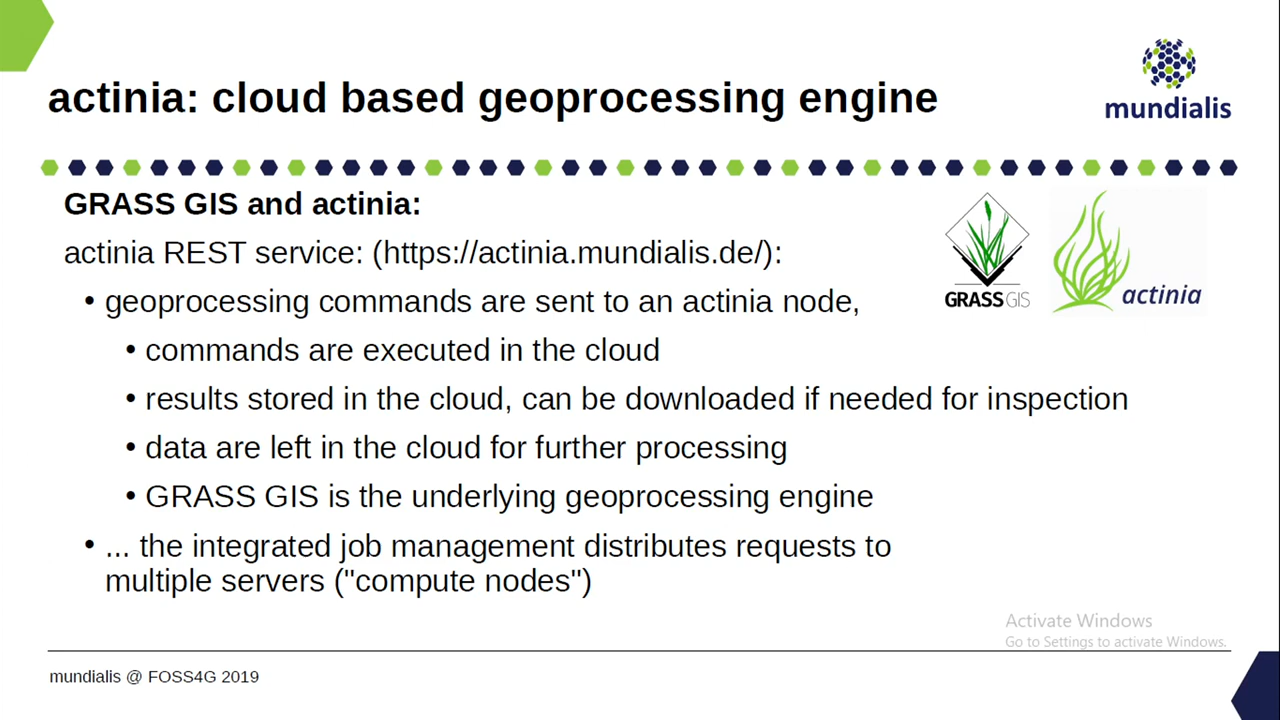 actinia: cloud based geoprocessing engine
mundialis
GRASS GIS and actinia:
actinia REST service: (https://actinia.mundialis.de/):
• geoprocessing commands are sent to an actinia node,
• commands are executed in the cloud
• results stored in the cloud, can be downloaded if needed for inspection
• data are left in the cloud for further processing
• GRASS GIS is the underlying geoprocessing engine
• ... the integrated job management distributes requests to
multiple servers ("compute nodes")
GRASS GIS
actinia
Activate Windows
Go to Settings to activate Windows.
mundialis @ FOSS4G 2019